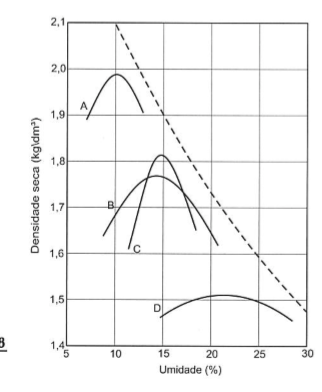 2,1
2,0
1,9
1,8
1,7
1,6
1,5
1,4
Densidade seca (kg\dm³)
A
B
C
D
5 10 15 20 25 30
Umidade (%)
8